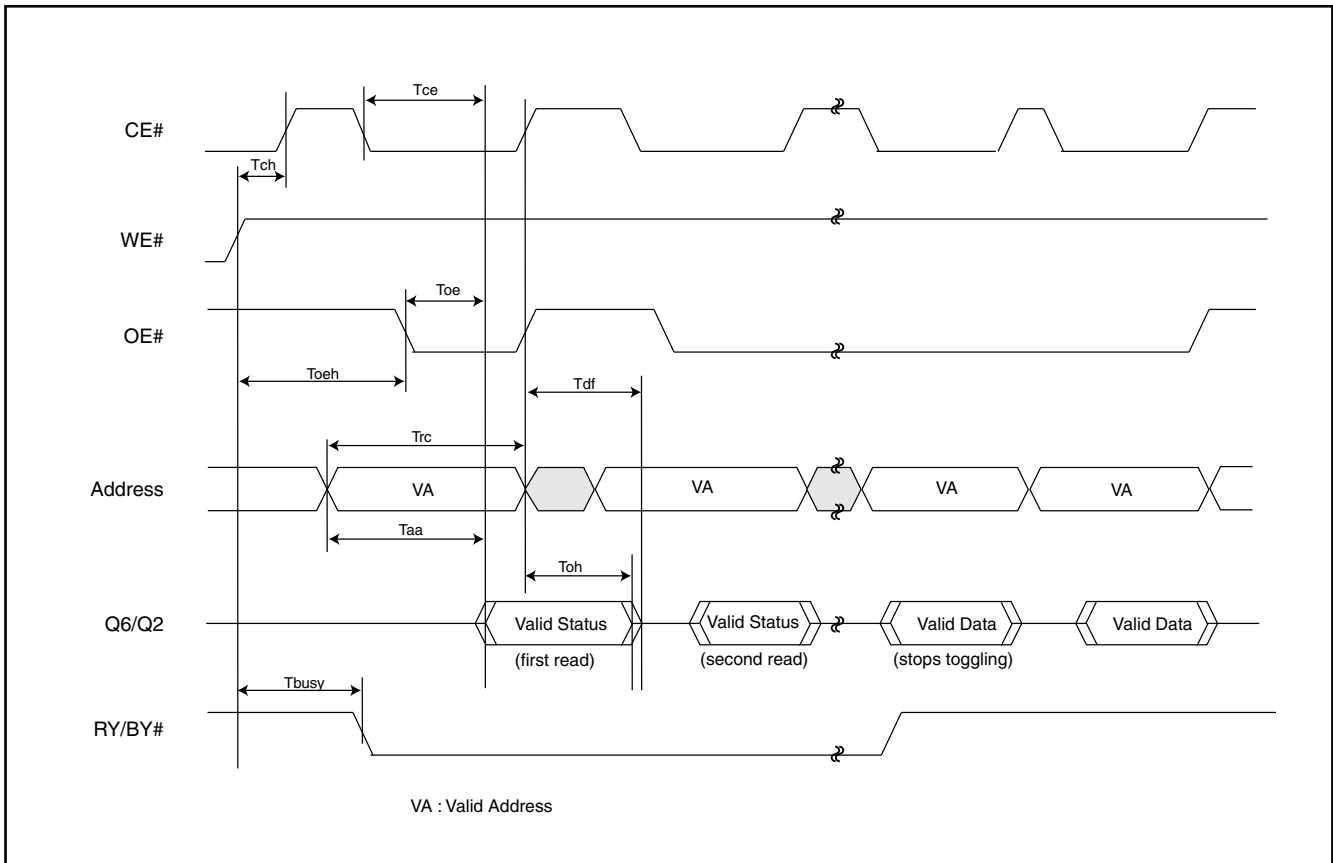 Tce
CE#
Tch
WE#
Toe
OE#
Toeh
Tdf
Trc
Address
VA
VA
VA
VA
Taa
Toh
Q6/Q2
Valid Status
Valid Status
Valid Data
Valid Data
(first read)
(second read)
(stops toggling)
Tbusy
RY/BY#
VA : Valid Address